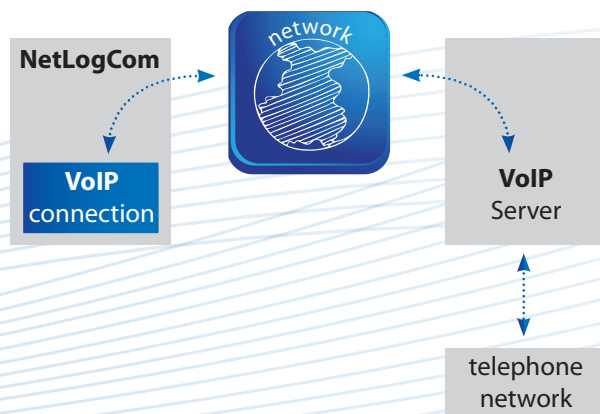 network
NetLogCom
VoIP
connection
VoIP
Server
telephone
network